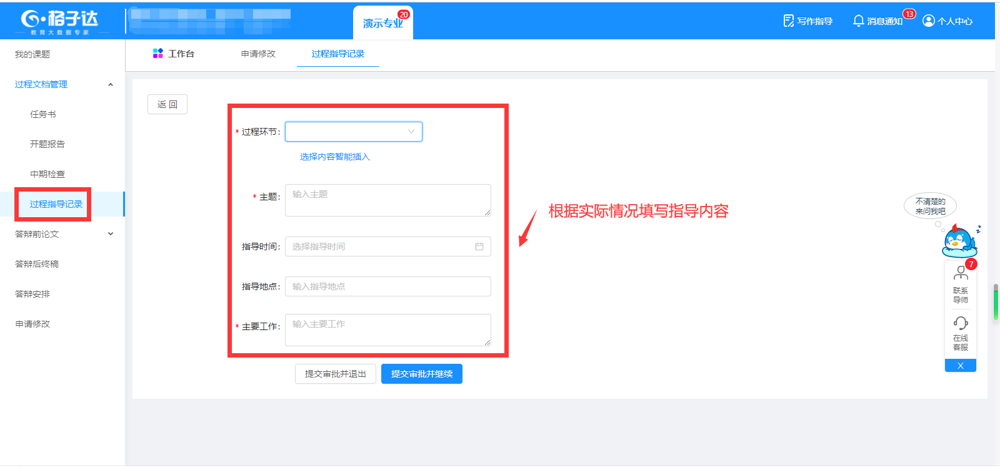 格子达
教育大数据专家
演示专业
20
写作指导
消息通知
13
个人中心
我的课题
过程文档管理
任务书
开题报告
中期检查
过程指导记录
答辩前论文
答辩后终稿
答辩安排
申请修改
工作台
申请修改
过程指导记录
返 回
* 过程环节:
选择内容智能插入
* 主题:
输入主题
指导时间:
选择指导时间
指导地点:
输入指导地点
* 主要工作:
输入主要工作
提交审批并退出
提交审批并继续
根据实际情况填写指导内容
不清楚的
来问我吧
z z
7
联系
导师
在线
客服
X